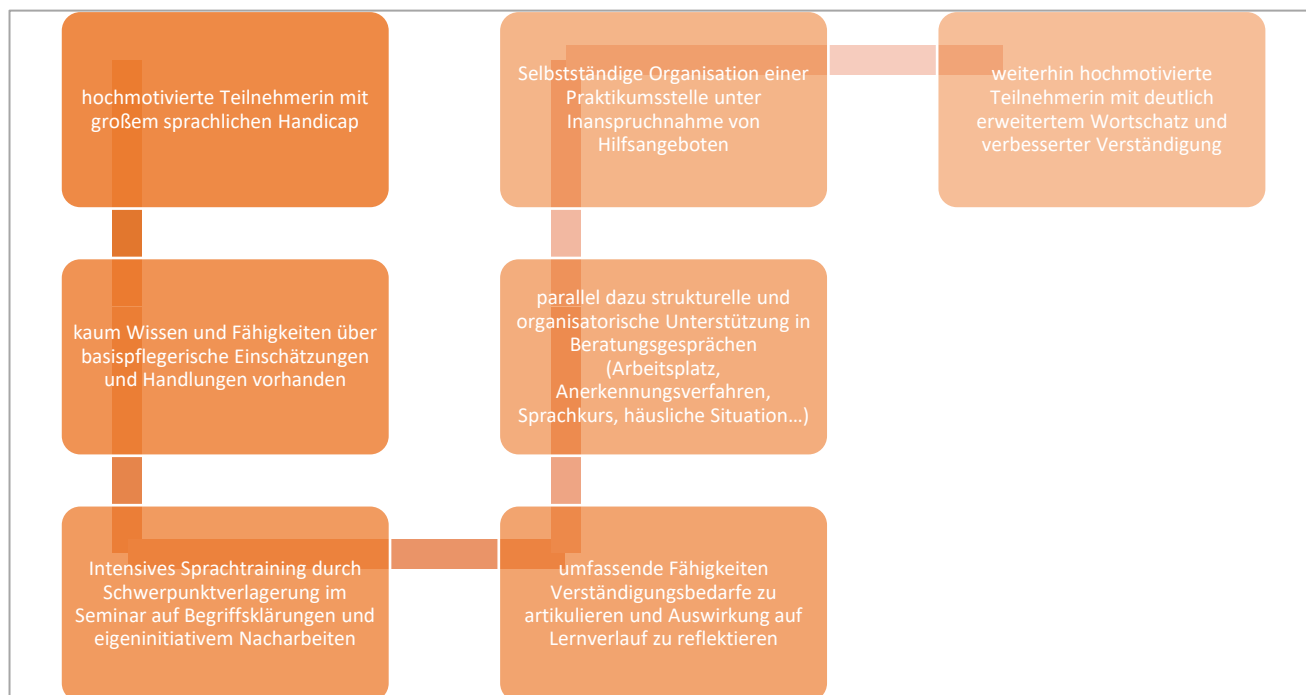 hochmotivierte Teilnehmerin mit
großem sprachlichen Handicap
kaum Wissen und Fähigkeiten über
basispflegerische Einschätzungen
und Handlungen vorhanden
Intensives Sprachtraining durch
Schwerpunktverlagerung im
Seminar auf Begriffsklärungen und
eigeninitiativem Nacharbeiten
umfassende Fähigkeiten
Verständigungsbedarfe zu
artikulieren und Auswirkung auf
Lernverlauf zu reflektieren
parallel dazu strukturelle und
organisatorische Unterstützung in
Beratungsgesprächen
(Arbeitsplatz,
Anerkennungsverfahren,
Sprachkurs, häusliche Situation...)
Selbstständige Organisation einer
Praktikumsstelle unter
Inanspruchnahme von
Hilfsangeboten
weiterhin hochmotivierte
Teilnehmerin mit deutlich
erweitertem Wortschatz und
verbesserter Verständigung